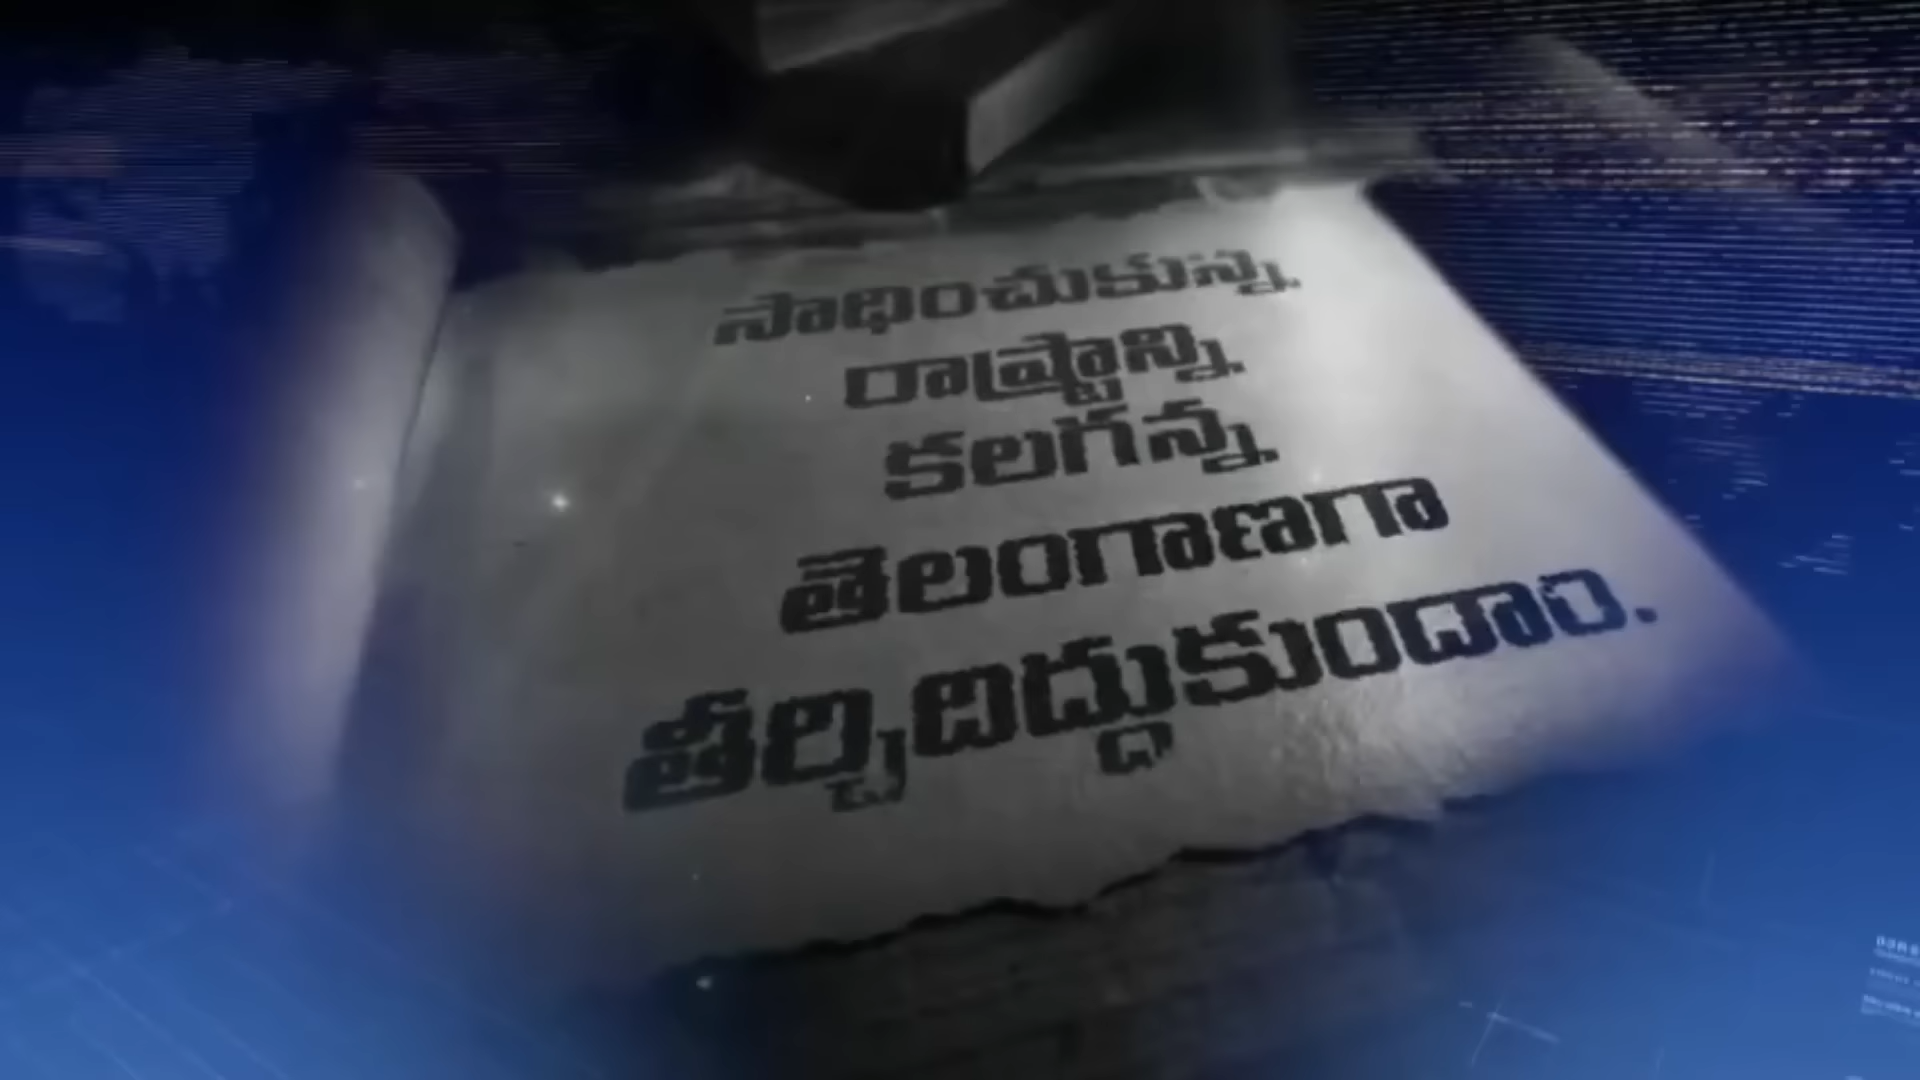 సాధించుకున్న
రాష్ట్రాన్ని
కలగన్న
తెలంగాణగా
తీర్చిదిద్దుకుందాం.